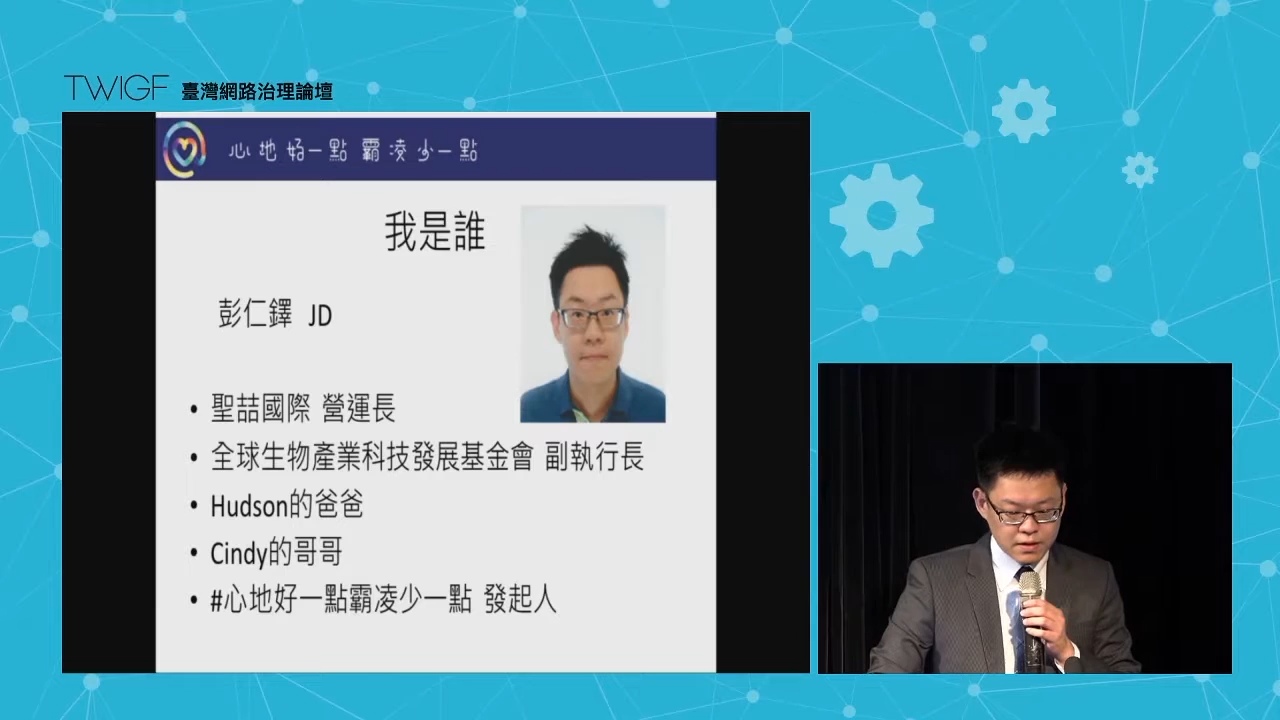 TWIGF 臺灣網路治理論壇
心地好一點 霸凌少一點
我是誰
彭仁鐸 JD
• 聖喆國際 營運長
• 全球生物產業科技發展基金會 副執行長
• Hudson的爸爸
• Cindy的哥哥
• #心地好一點霸凌少一點 發起人